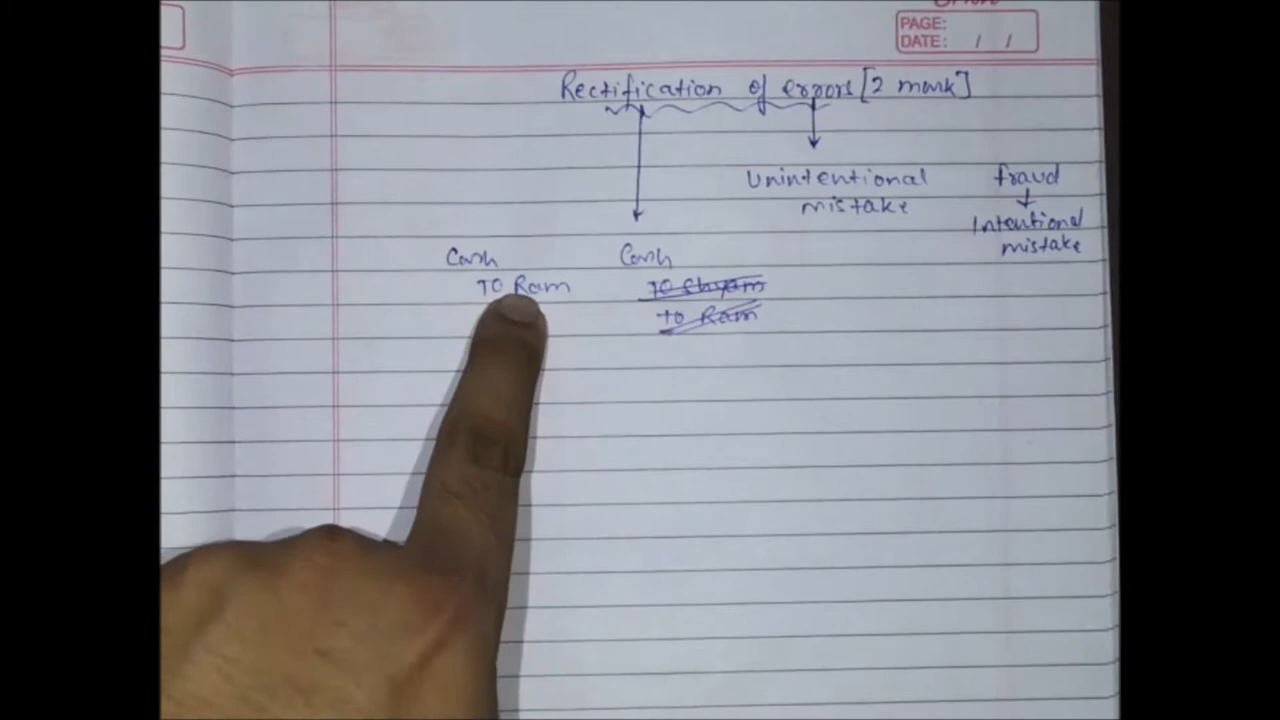 PAGE:
DATE: / /
Rectification of errors [2 mark]
Unintentional
mistake
fraud
Intentional
mistake
Cash
TO Ram
Cash
To Shyam
to Ram